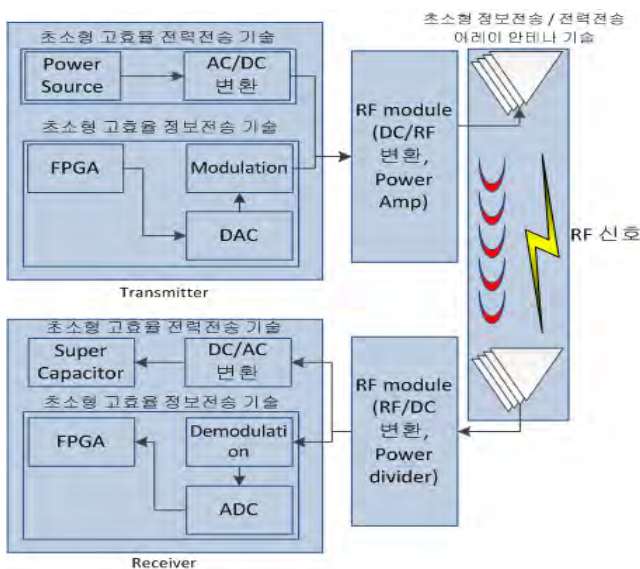 초소형 고효율 전력전송 기술
Power
Source
AC/DC
변환
초소형 고효율 정보전송 기술
FPGA
Modulation
DAC
Transmitter
RF module
(DC/RF
변환,
Power
Amp)
초소형 정보전송 / 전력전송
어레이 안테나 기술
RF 신호
초소형 고효율 전력전송 기술
Super
Capacitor
DC/AC
변환
초소형 고효율 정보전송 기술
FPGA
Demodulati
on
ADC
Receiver
RF module
(RF/DC
변환,
Power
divider)